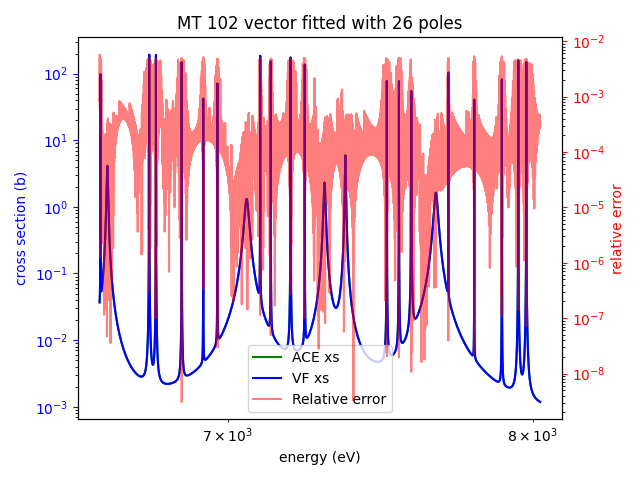 MT 102 vector fitted with 26 poles
10²
10¹
10⁰
10⁻¹
10⁻²
10⁻³
cross section (b)
10⁻²
10⁻³
10⁻⁴
10⁻⁵
10⁻⁶
10⁻⁷
10⁻⁸
relative error
ACE xs
VF xs
Relative error
7 × 10³
8 × 10³
energy (eV)